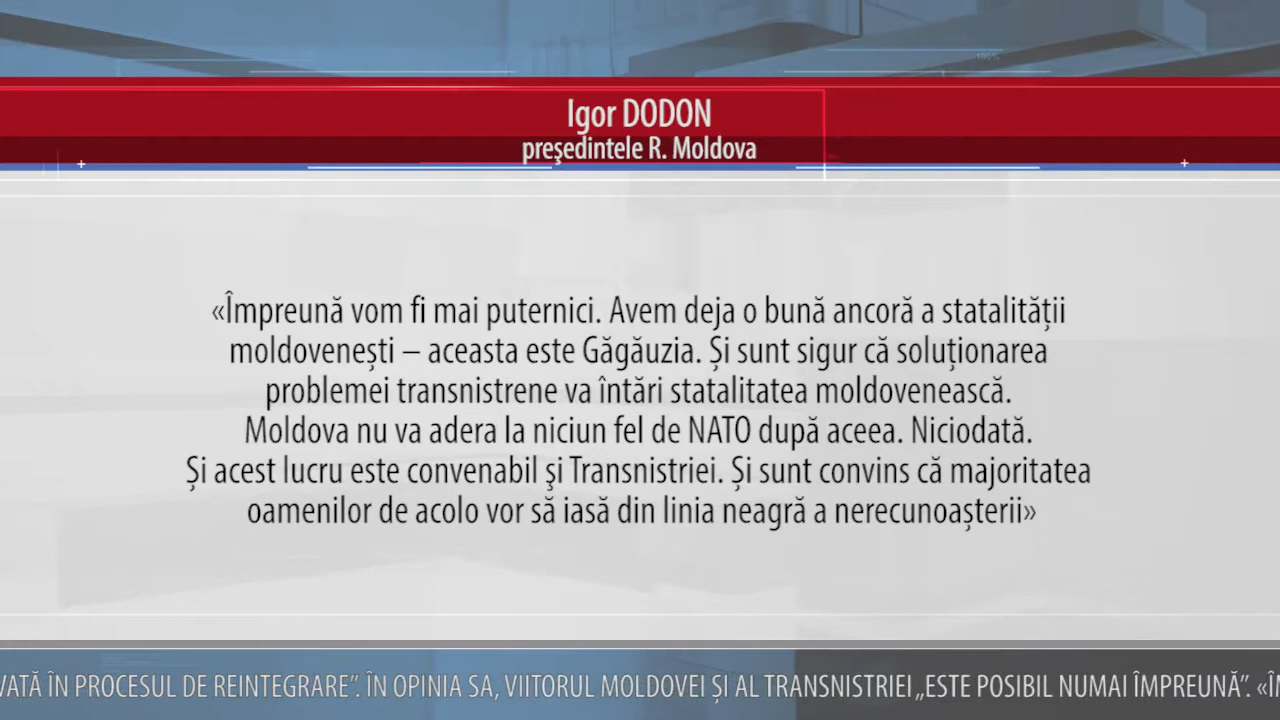 Igor DODON
preşedintele R. Moldova
«Împreună vom fi mai puternici. Avem deja o bună ancoră a statalității
moldovenești – aceasta este Găgăuzia. Și sunt sigur că soluționarea
problemei transnistrene va întări statalitatea moldovenească.
Moldova nu va adera la niciun fel de NATO după aceea. Niciodată.
Și acest lucru este convenabil şi Transnistriei. Și sunt convins că majoritatea
oamenilor de acolo vor să iasă din linia neagră a nerecunoașterii»
VATĂ ÎN PROCESUL DE REINTEGRARE”. ÎN OPINIA SA, VIITORUL MOLDOVEI ȘI AL TRANSNISTRIEI „ESTE POSIBIL NUMAI ÎMPREUNĂ”. «ÎM